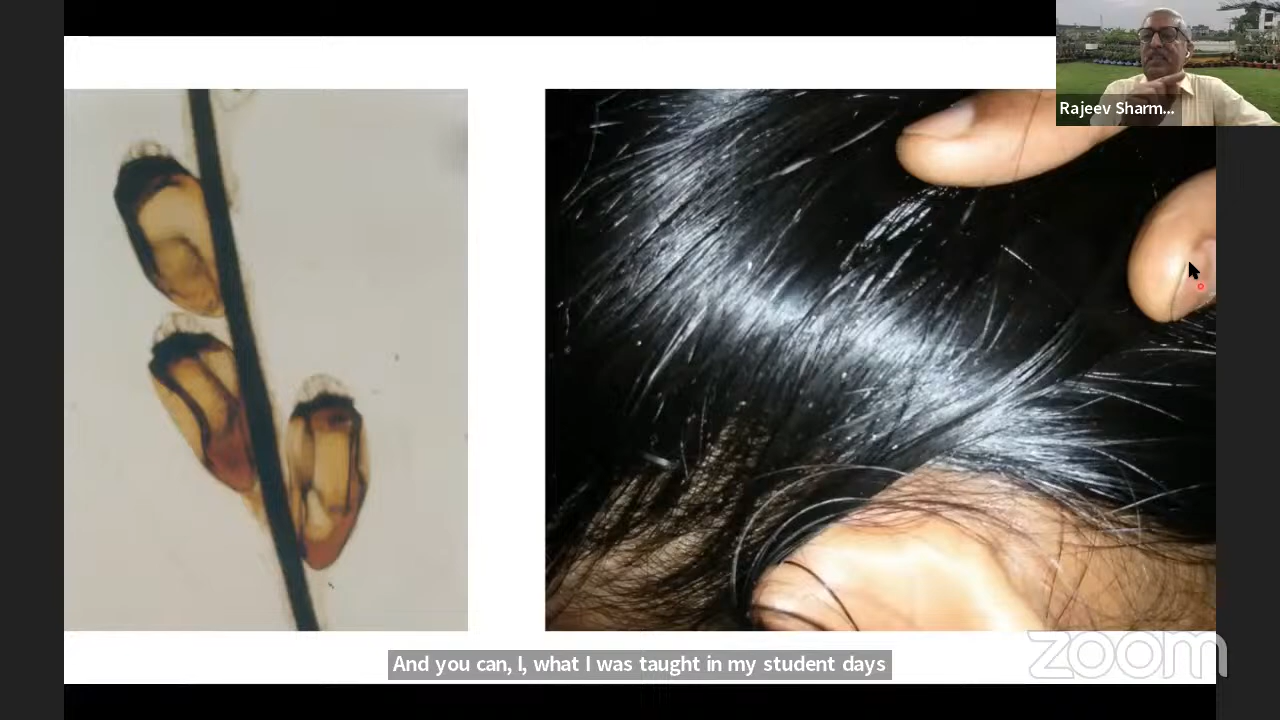 Rajeev Sharm...
And you can, I, what I was taught in my student days
zoom